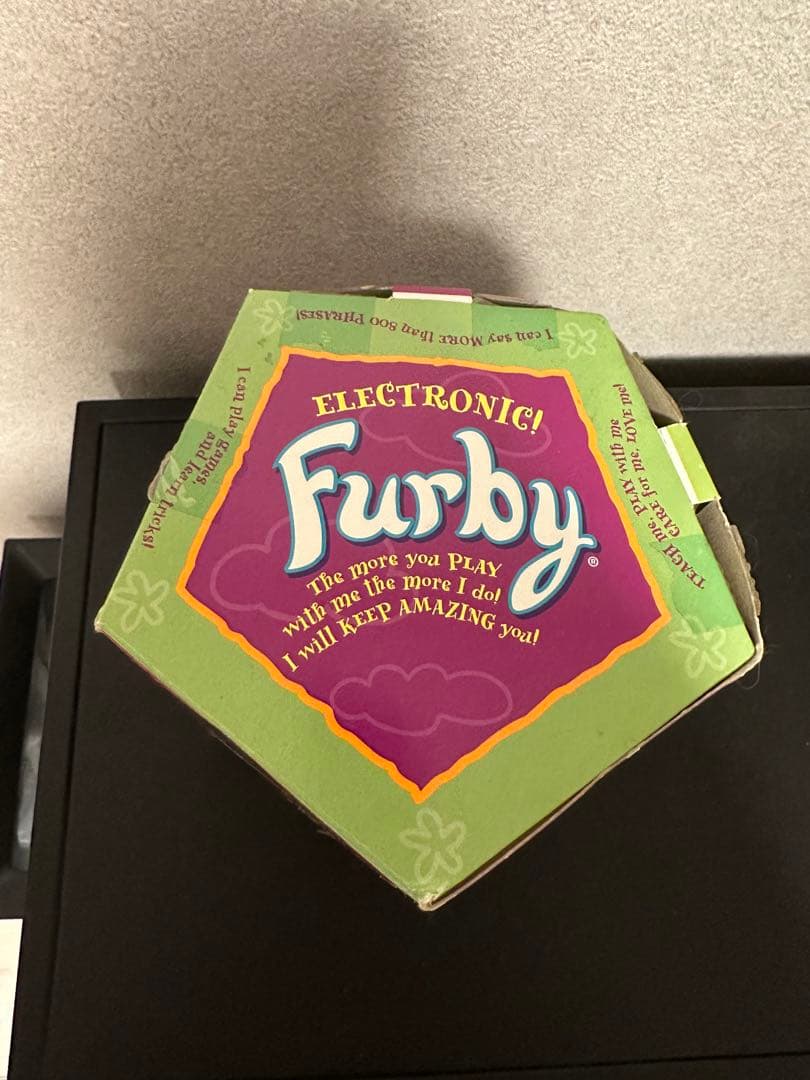 ELECTRONIC!
Furby®
The more you PLAY
with me the more I do!
I will KEEP AMAZING you!
I can say MORE than 800 PHRASES!
TEACH me, PLAY with me
CARE for me, LOVE me!
I can play games
and learn tricks!